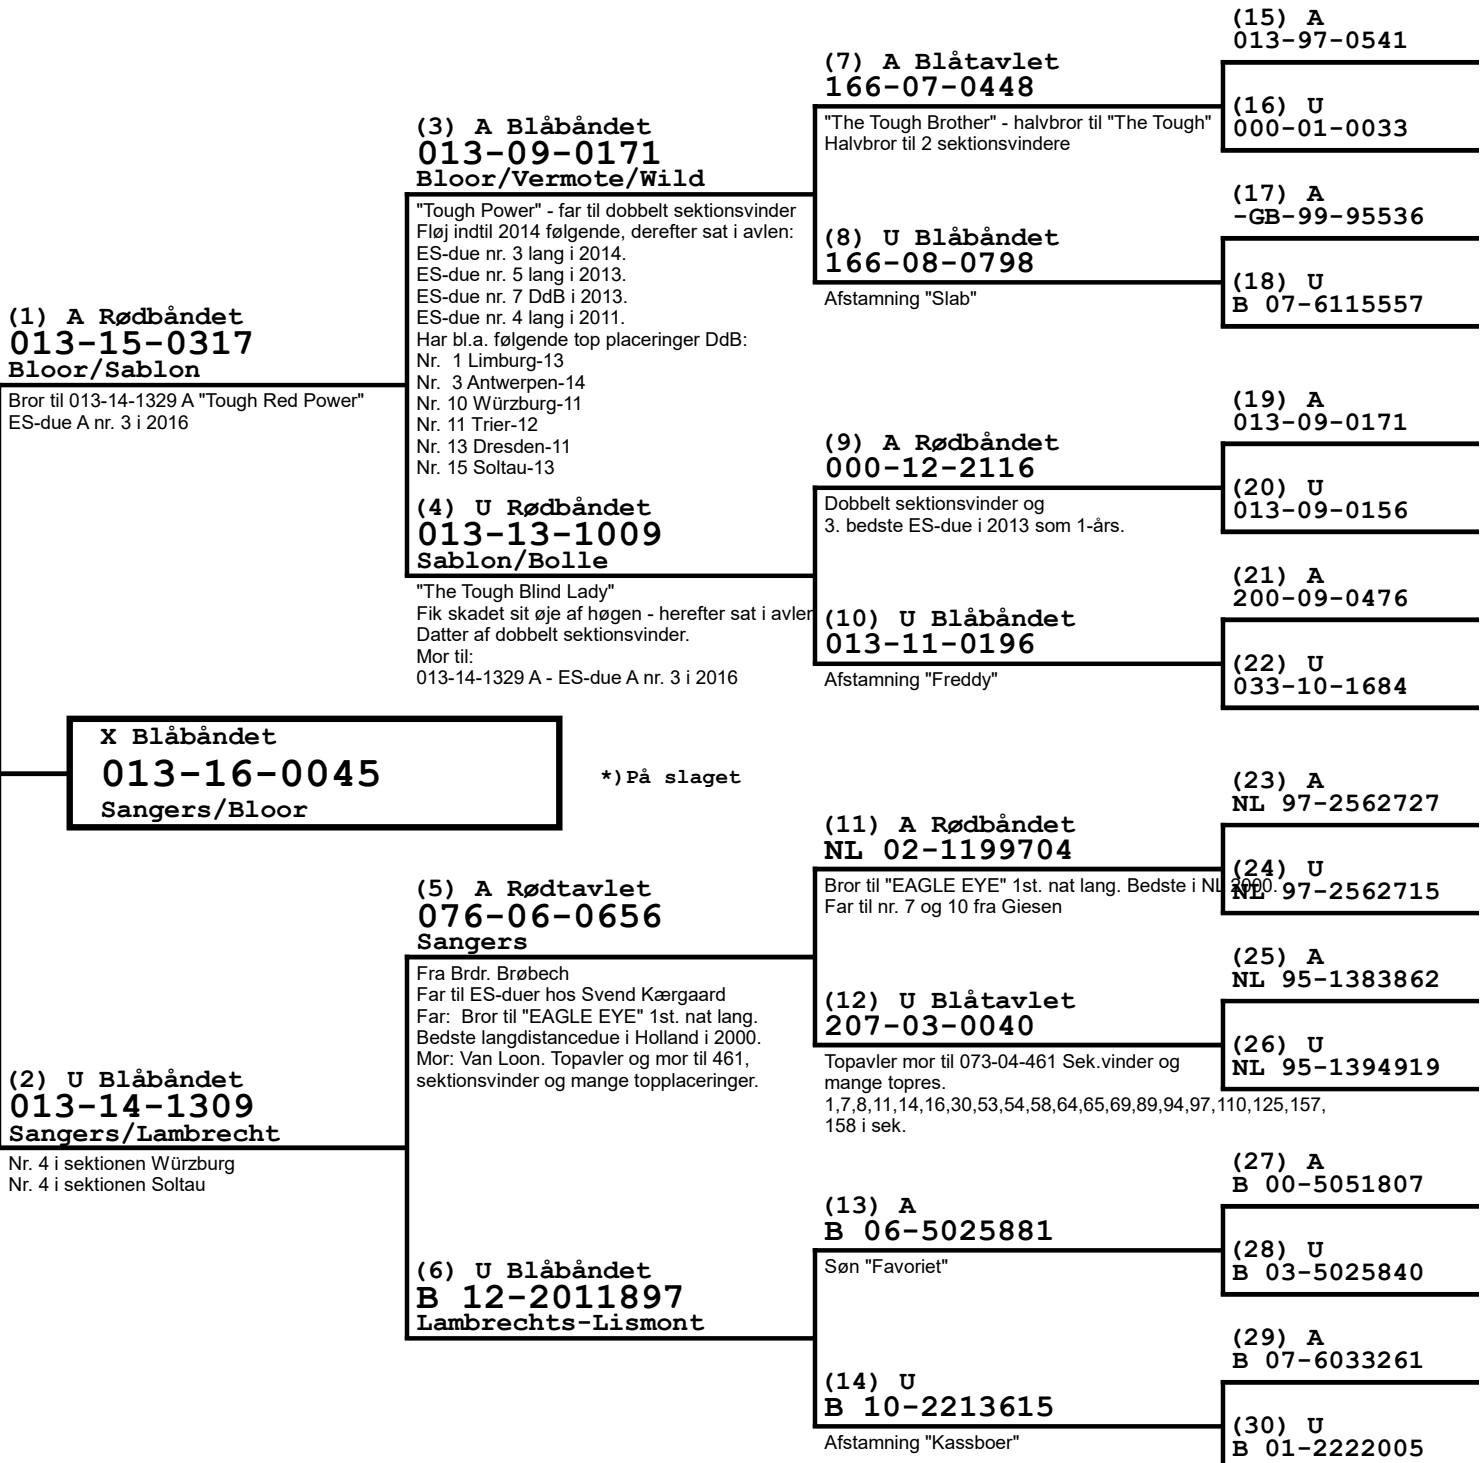 (1) A Rødbåndet
013-15-0317
Bloor/Sablon
Bror til 013-14-1329 A "Tough Red Power"
ES-due A nr. 3 i 2016
X Blåbåndet
013-16-0045
Sangers/Bloor
*)På slaget
(2) U Blåbåndet
013-14-1309
Sangers/Lambrecht
Nr. 4 i sektionen Würzburg
Nr. 4 i sektionen Soltau
(3) A Blåbåndet
013-09-0171
Bloor/Vermote/Wild
"Tough Power" - far til dobbelt sektionsvinder
Fløj indtil 2014 følgende, derefter sat i avlen:
ES-due nr. 3 lang i 2014.
ES-due nr. 5 lang i 2013.
ES-due nr. 7 DdB i 2013.
ES-due nr. 4 lang i 2011.
Har bl.a. følgende top placeringer DdB:
Nr. 1 Limburg-13
Nr. 3 Antwerpen-14
Nr. 10 Würzburg-11
Nr. 11 Trier-12
Nr. 13 Dresden-11
Nr. 15 Soltau-13
(4) U Rødbåndet
013-13-1009
Sablon/Bolle
"The Tough Blind Lady"
Fik skadet sit øje af høgen - herefter sat i avlen
Datter af dobbelt sektionsvinder.
Mor til:
013-14-1329 A - ES-due A nr. 3 i 2016
(5) A Rødtavlet
076-06-0656
Sangers
Fra Brdr. Brøbech
Far til ES-duer hos Svend Kærgaard
Far: Bror til "EAGLE EYE" 1st. nat lang.
Bedste langdistancedue i Holland i 2000.
Mor: Van Loon. Topavler og mor til 461,
sektionsvinder og mange topplaceringer.
(6) U Blåbåndet
B 12-2011897
Lambrechts-Lismont
(7) A Blåtavlet
166-07-0448
"The Tough Brother" - halvbror til "The Tough"
Halvbror til 2 sektionsvindere
(8) U Blåbåndet
166-08-0798
Afstamning "Slab"
(9) A Rødbåndet
000-12-2116
Dobbelt sektionsvinder og
3. bedste ES-due i 2013 som 1-års.
(10) U Blåbåndet
013-11-0196
Afstamning "Freddy"
(11) A Rødbåndet
NL 02-1199704
Bror til "EAGLE EYE" 1st. nat lang. Bedste i NL 2000.
Far til nr. 7 og 10 fra Giesen
(12) U Blåtavlet
207-03-0040
Topavler mor til 073-04-461 Sek.vinder og
mange topres.
1,7,8,11,14,16,30,53,54,58,64,65,69,89,94,97,110,125,157,
158 i sek.
(13) A
B 06-5025881
Søn "Favoriet"
(14) U
B 10-2213615
Afstamning "Kassboer"
(15) A
013-97-0541
(16) U
000-01-0033
(17) A
-GB-99-95536
(18) U
B 07-6115557
(19) A
013-09-0171
(20) U
013-09-0156
(21) A
200-09-0476
(22) U
033-10-1684
(23) A
NL 97-2562727
(24) U
NL 97-2562715
(25) A
NL 95-1383862
(26) U
NL 95-1394919
(27) A
B 00-5051807
(28) U
B 03-5025840
(29) A
B 07-6033261
(30) U
B 01-2222005